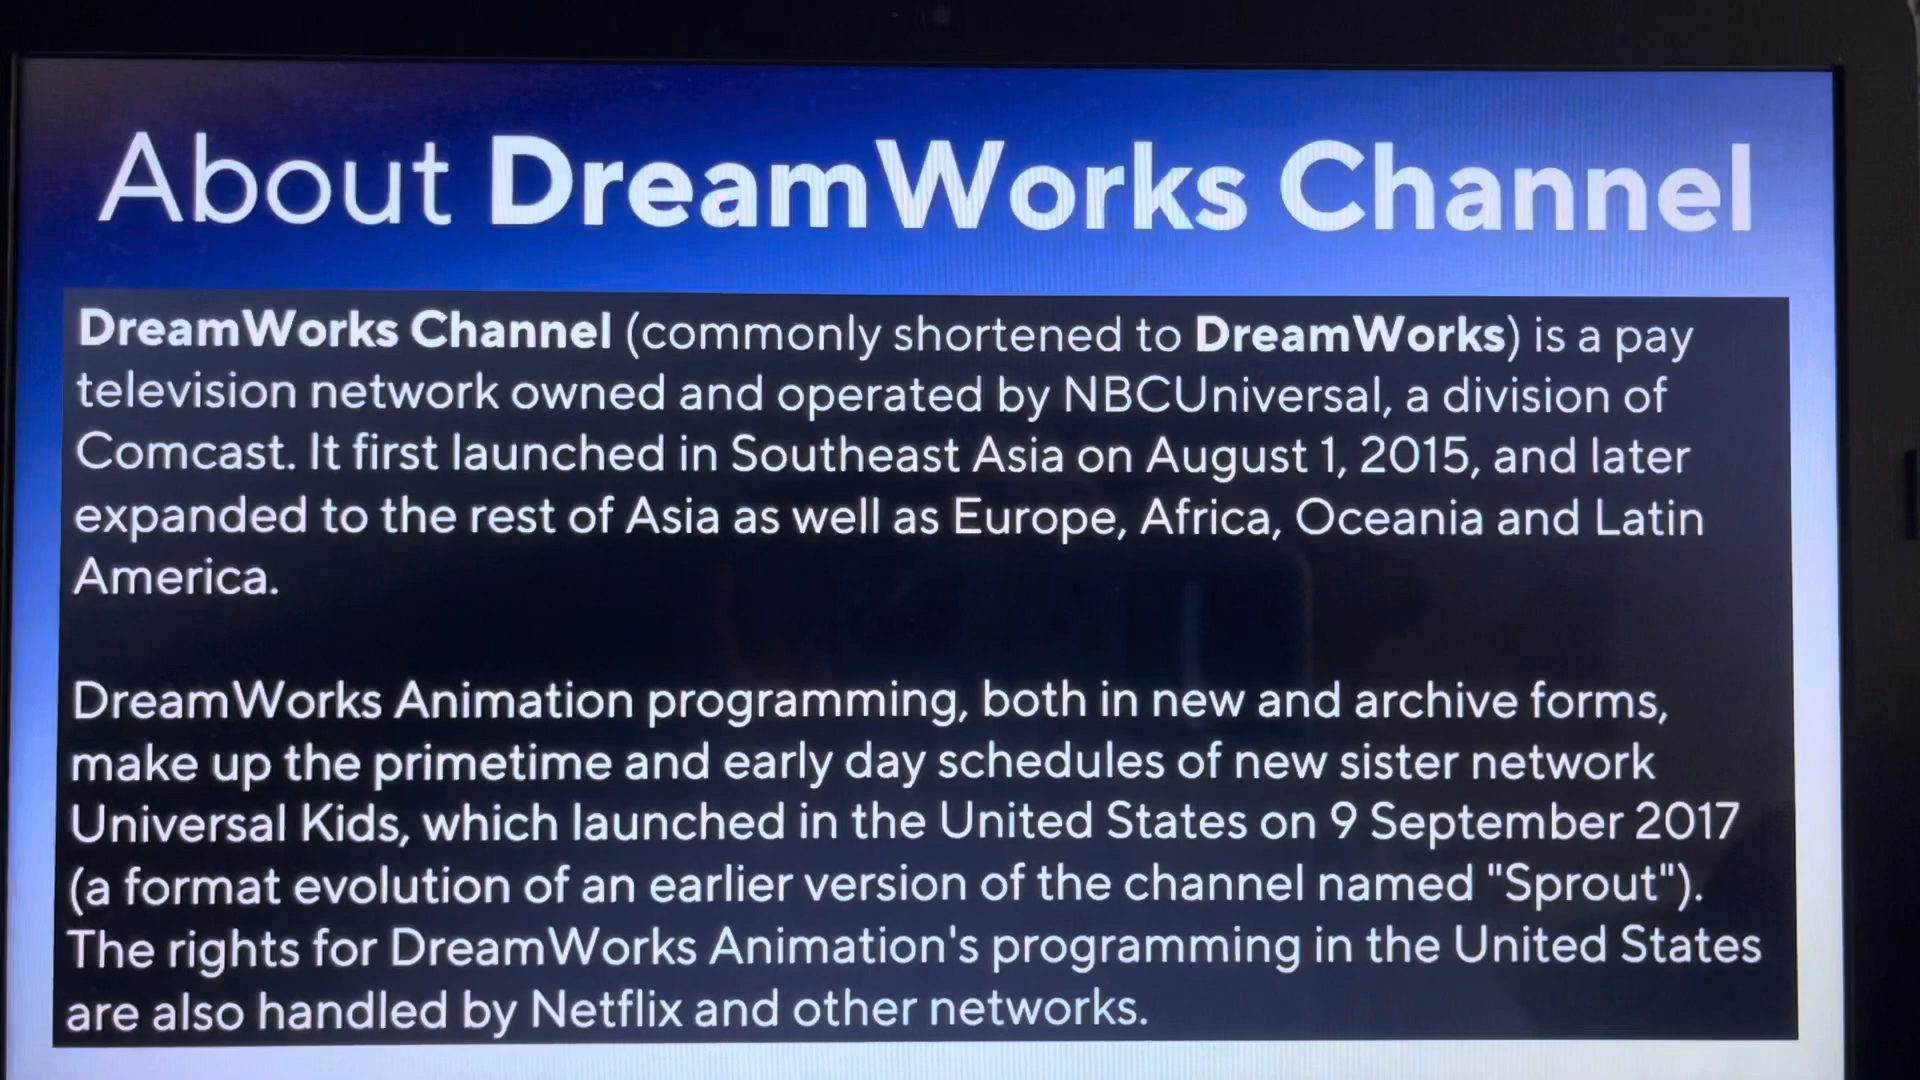 About DreamWorks Channel
DreamWorks Channel (commonly shortened to DreamWorks) is a pay
television network owned and operated by NBCUniversal, a division of
Comcast. It first launched in Southeast Asia on August 1, 2015, and later
expanded to the rest of Asia as well as Europe, Africa, Oceania and Latin
America.
DreamWorks Animation programming, both in new and archive forms,
make up the primetime and early day schedules of new sister network
Universal Kids, which launched in the United States on 9 September 2017
(a format evolution of an earlier version of the channel named "Sprout").
The rights for DreamWorks Animation's programming in the United States
are also handled by Netflix and other networks.